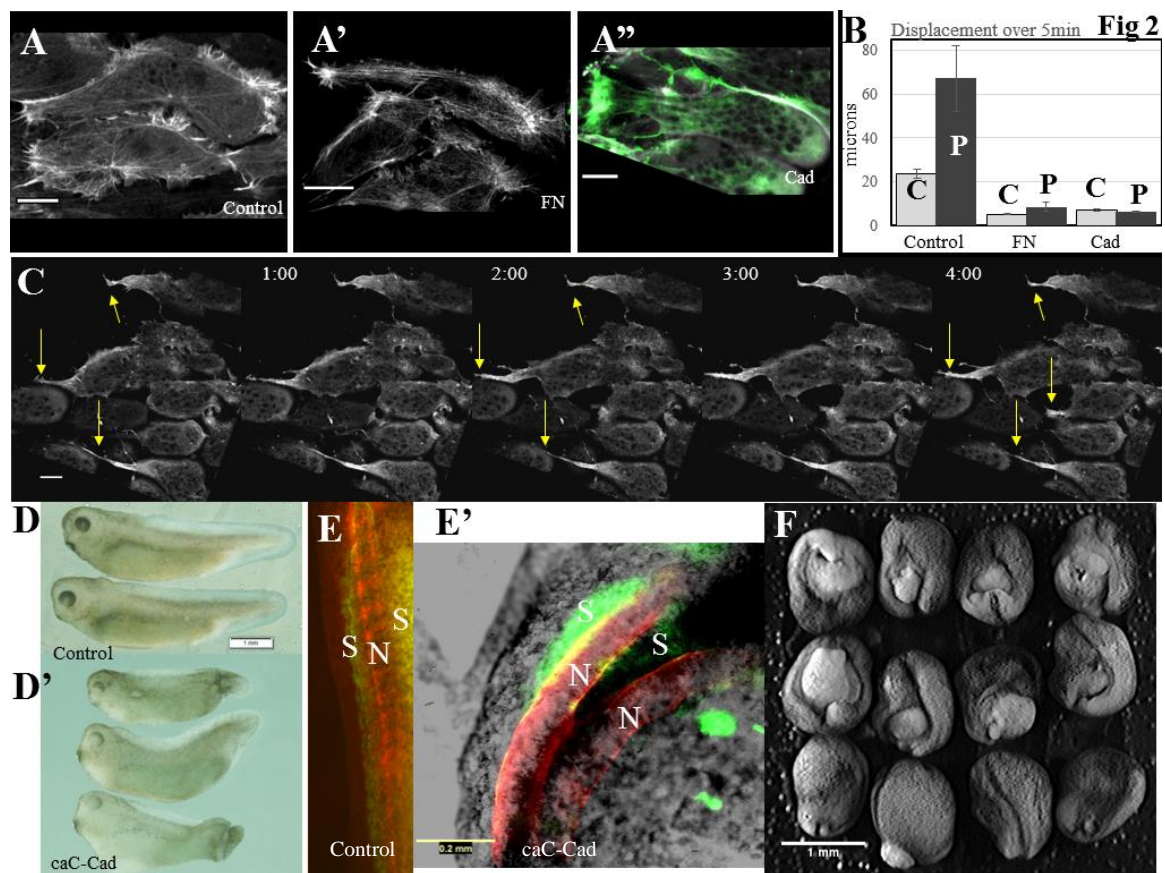 A
Control
A'
FN
A”
Cad
B
Displacement over 5min
Fig 2
microns
80
60
40
20
0
C
P
C
P
C
P
Control
FN
Cad
C
1:00
2:00
3:00
4:00
D
1 mm
Control
D'
caC-Cad
E
S
N
S
Control
E'
S
S
N
N
0.2 mm
caC-Cad
F
1 mm